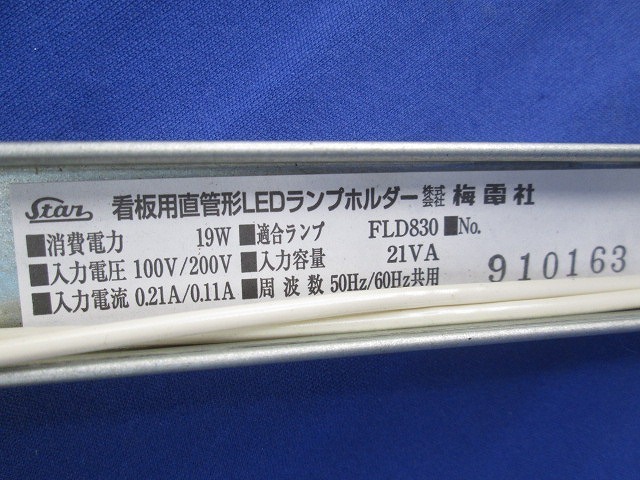 Star 看板用直管形LEDランプホルダー 株式会社 梅電社
■消費電力 19W ■適合ランプ FLD830 ■No.
■入力電圧 100V/200V ■入力容量 21VA 910163
■入力電流 0.21A/0.11A ■周波数 50Hz/60Hz共用